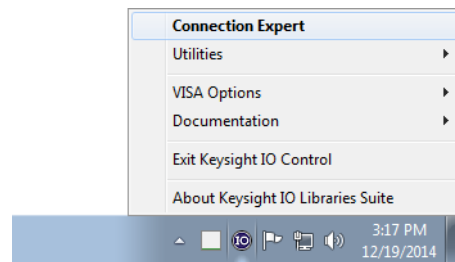 Connection Expert
Utilities
VISA Options
Documentation
Exit Keysight IO Control
About Keysight IO Libraries Suite
IO
3:17 PM
12/19/2014